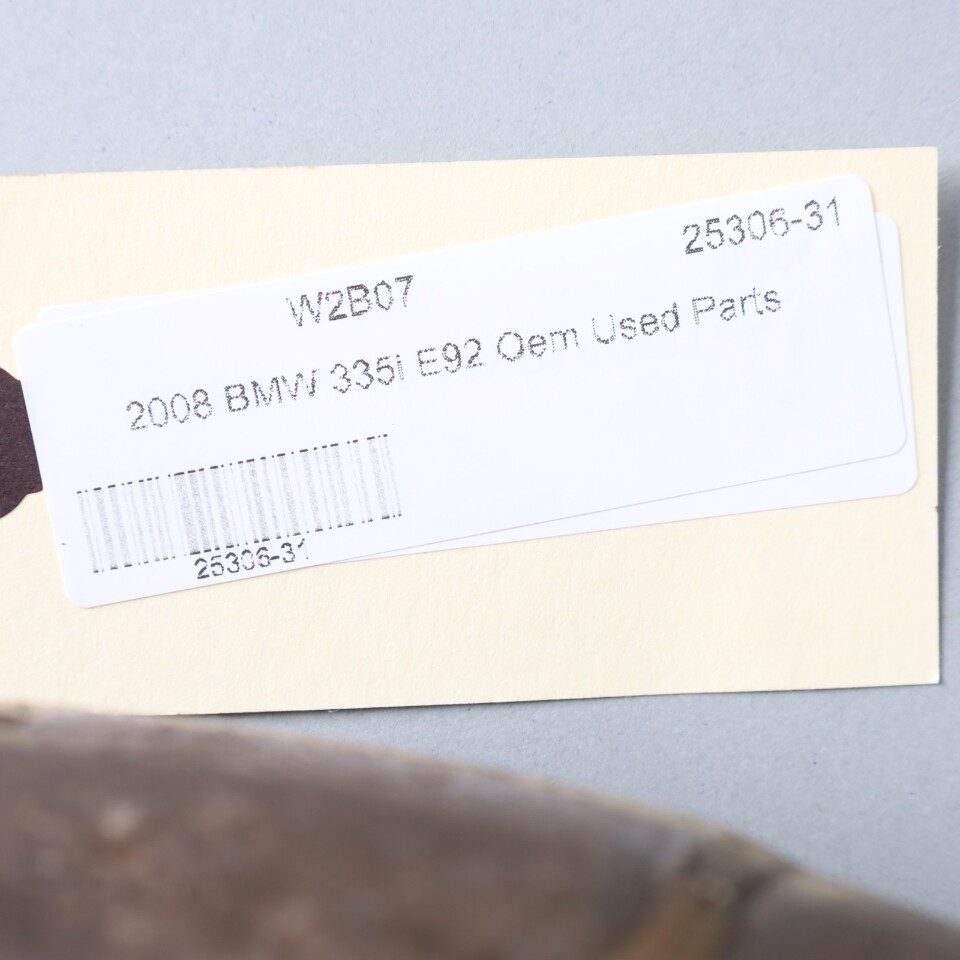 25306-31
W2B07
2008 BMW 335i E92 Oem Used Parts
25306-31